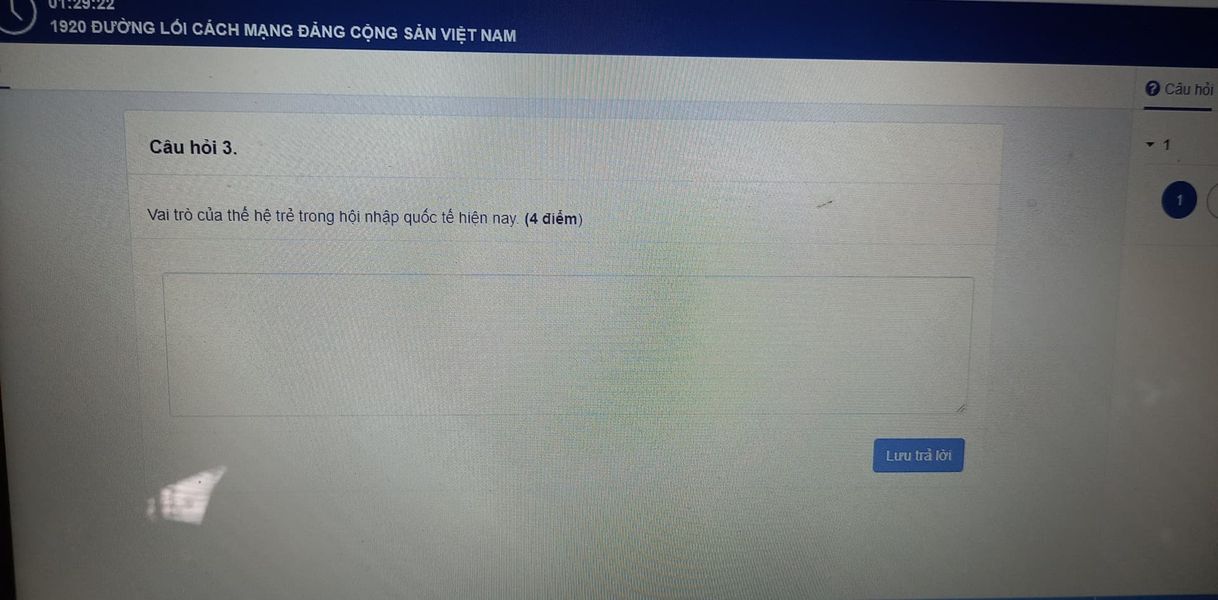 01:29:22
1920 ĐƯỜNG LỐI CÁCH MẠNG ĐẢNG CỘNG SẢN VIỆT NAM
? Câu hỏi
Câu hỏi 3.
1
Vai trò của thế hệ trẻ trong hội nhập quốc tế hiện nay. (4 điểm)
1
Lưu trả lời